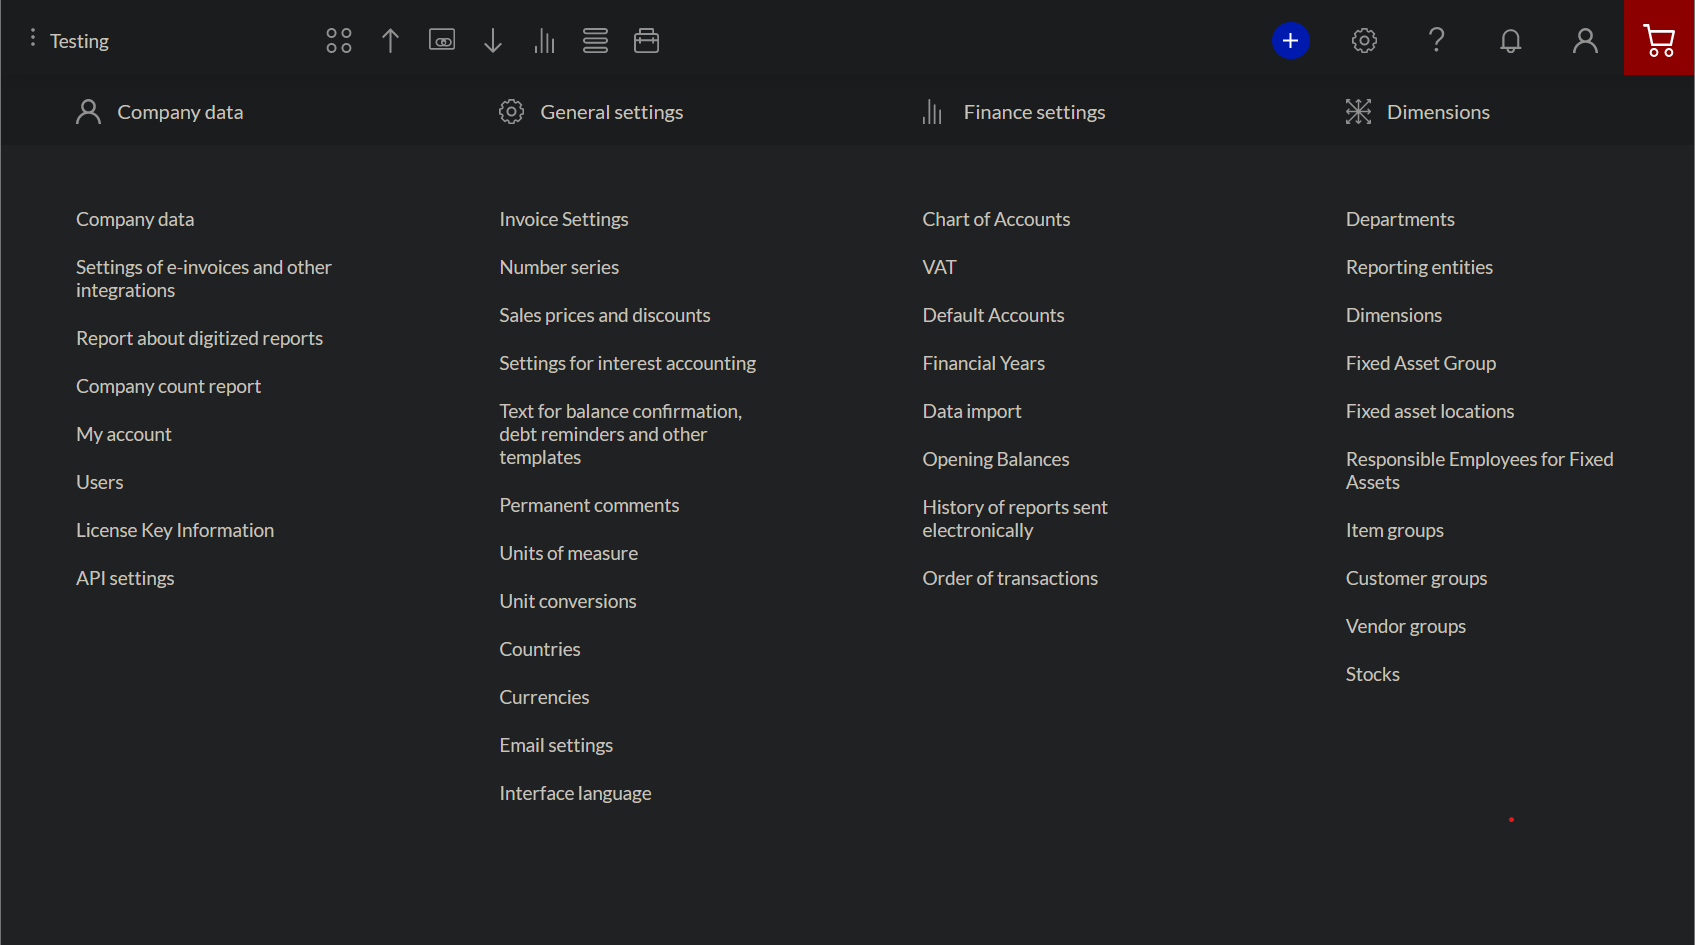 Testing
Company data
General settings
Finance settings
Dimensions
Company data
Settings of e-invoices and other
integrations
Report about digitized reports
Company count report
My account
Users
License Key Information
API settings
Invoice Settings
Number series
Sales prices and discounts
Settings for interest accounting
Text for balance confirmation,
debt reminders and other
templates
Permanent comments
Units of measure
Unit conversions
Countries
Currencies
Email settings
Interface language
Chart of Accounts
VAT
Default Accounts
Financial Years
Data import
Opening Balances
History of reports sent
electronically
Order of transactions
Departments
Reporting entities
Dimensions
Fixed Asset Group
Fixed asset locations
Responsible Employees for Fixed
Assets
Item groups
Customer groups
Vendor groups
Stocks